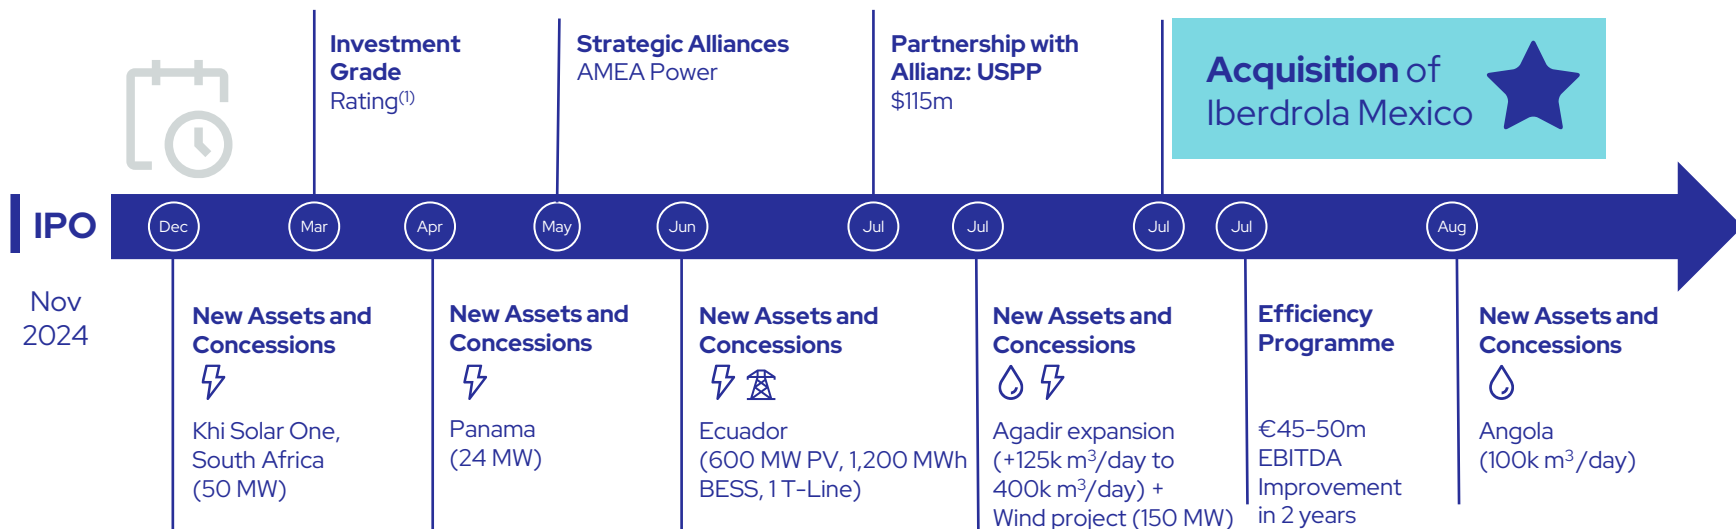 Investment
Grade
Rating(1)
Strategic Alliances
AMEA Power
Partnership with
Allianz: USPP
$115m
Acquisition of
Iberdrola Mexico
IPO
Nov
2024
Dec
Mar
Apr
May
Jun
Jul
Jul
Jul
Jul
Aug
New Assets and
Concessions
Khi Solar One,
South Africa
(50 MW)
New Assets and
Concessions
Panama
(24 MW)
New Assets and
Concessions
Ecuador
(600 MW PV, 1,200 MWh
BESS, 1 T-Line)
New Assets and
Concessions
Agadir expansion
(+125k m³/day to
400k m³/day) +
Wind project (150 MW)
Efficiency
Programme
€45-50m
EBITDA
Improvement
in 2 years
New Assets and
Concessions
Angola
(100k m³/day)